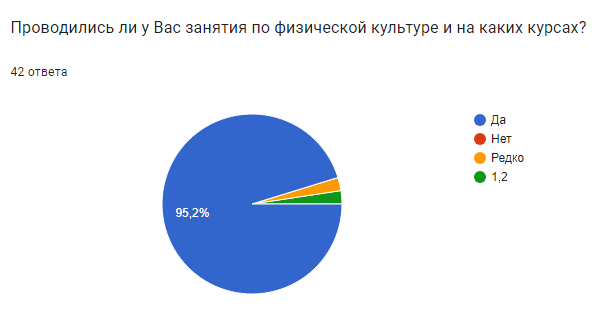 Проводились ли у Вас занятия по физической культуре и на каких курсах?
42 ответа
Да
Нет
Редко
1,2
95,2%